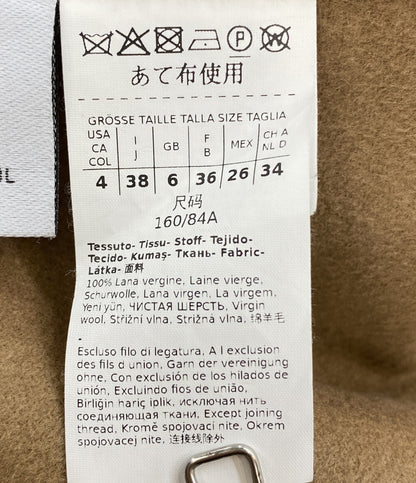 P
あて布使用
GRÖSSE TAILLE TALLA SIZE TAGLIA
USA CA COL | I J | GB | F B | MEX | CH A NL D
4 | 38 | 6 | 36 | 26 | 34
尺码
160/84A
Tessuto- Tissu- Stoff- Tejido-
Tecido- Kumaş- Ткань- Fabric-
Látka- 面料
100% Lana vergine, Laine vierge,
Schurwolle, Lana virgen, La virgem,
Yeni yün, ЧИСТАЯ ШЕРСТЬ, Virgin
wool, Střižní vlna, Strižná vlna, 绵羊毛
Escluso filo di legatura, A l exclusion
des fils d union, Garn der vereinigung
ohne, Con exclusión de los hilados de
unión, Excluindo fios de união,
Birliğin hariç iplik, исключая нить
соединяющая ткани, Except joining
thread, Kromě spojovací nite, Okrem
spojovacej nite, 连接线除外